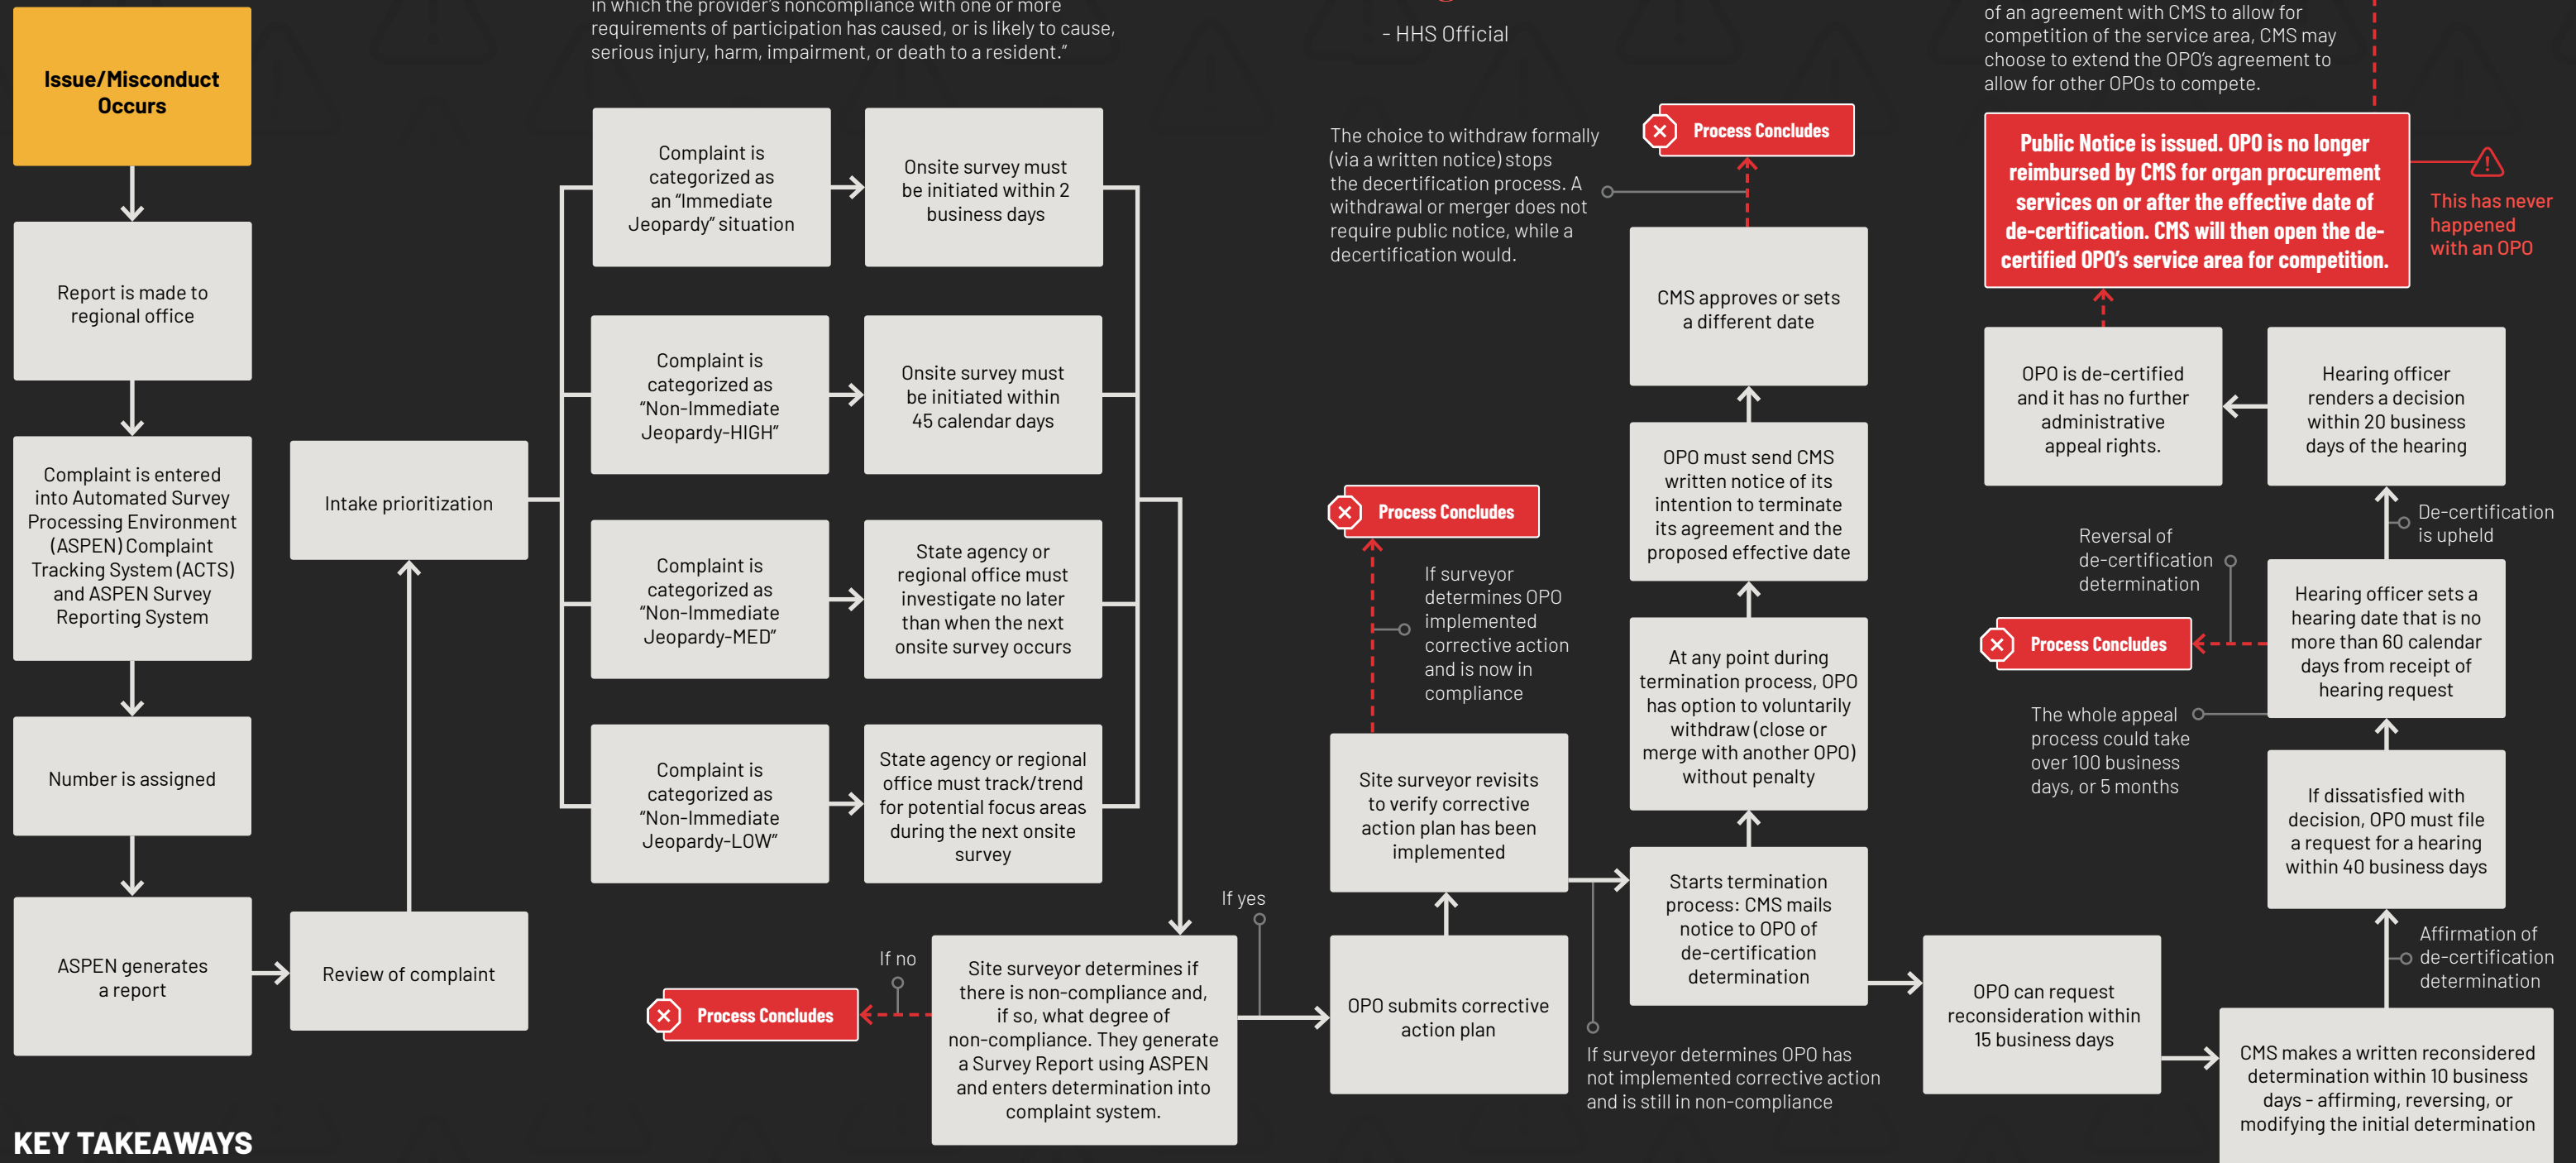 in which the provider's noncompliance with one or more
requirements of participation has caused, or is likely to cause,
serious injury, harm, impairment, or death to a resident."
- HHS Official
of an agreement with CMS to allow for
competition of the service area, CMS may
choose to extend the OPO's agreement to
allow for other OPOs to compete.
Issue/Misconduct
Occurs
Report is made to
regional office
Complaint is entered
into Automated Survey
Processing Environment
(ASPEN) Complaint
Tracking System (ACTS)
and ASPEN Survey
Reporting System
Number is assigned
ASPEN generates
a report
Review of complaint
Intake prioritization
Complaint is
categorized as
an "Immediate
Jeopardy" situation
Onsite survey must
be initiated within 2
business days
Complaint is
categorized as
"Non-Immediate
Jeopardy-HIGH"
Onsite survey must
be initiated within
45 calendar days
Complaint is
categorized as
"Non-Immediate
Jeopardy-MED"
State agency or
regional office must
investigate no later
than when the next
onsite survey occurs
Complaint is
categorized as
"Non-Immediate
Jeopardy-LOW"
State agency or regional
office must track/trend
for potential focus areas
during the next onsite
survey
Site surveyor determines if
there is non-compliance and,
if so, what degree of
non-compliance. They generate
a Survey Report using ASPEN
and enters determination into
complaint system.
If no
Process Concludes
If yes
OPO submits corrective
action plan
Site surveyor revisits
to verify corrective
action plan has been
implemented
If surveyor
determines OPO
implemented
corrective action
and is now in
compliance
Process Concludes
If surveyor determines OPO has
not implemented corrective action
and is still in non-compliance
Starts termination
process: CMS mails
notice to OPO of
de-certification
determination
At any point during
termination process, OPO
has option to voluntarily
withdraw (close or
merge with another OPO)
without penalty
OPO must send CMS
written notice of its
intention to terminate
its agreement and the
proposed effective date
CMS approves or sets
a different date
The choice to withdraw formally
(via a written notice) stops
the decertification process. A
withdrawal or merger does not
require public notice, while a
decertification would.
Process Concludes
OPO can request
reconsideration within
15 business days
CMS makes a written reconsidered
determination within 10 business
days - affirming, reversing, or
modifying the initial determination
Affirmation of
de-certification
determination
If dissatisfied with
decision, OPO must file
a request for a hearing
within 40 business days
Hearing officer sets a
hearing date that is no
more than 60 calendar
days from receipt of
hearing request
The whole appeal
process could take
over 100 business
days, or 5 months
Reversal of
de-certification
determination
Process Concludes
De-certification
is upheld
Hearing officer
renders a decision
within 20 business
days of the hearing
OPO is de-certified
and it has no further
administrative
appeal rights.
Public Notice is issued. OPO is no longer
reimbursed by CMS for organ procurement
services on or after the effective date of
de-certification. CMS will then open the de-
certified OPO's service area for competition.
This has never
happened
with an OPO
KEY TAKEAWAYS